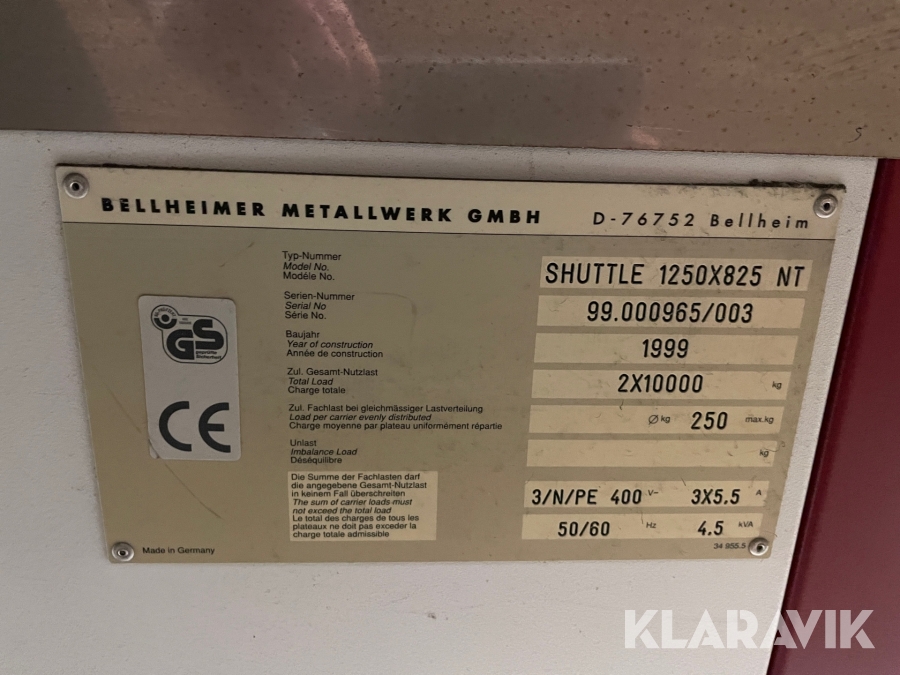 BELLHEIMER METALLWERK GMBH D-76752 Bellheim
Typ-Nummer
Model No.
Modèle No.
SHUTTLE 1250X825 NT
Serien-Nummer
Serial No
Série No.
99.000965/003
Baujahr
Year of construction
Année de construction
1999
Zul. Gesamt-Nutzlast
Total Load
Charge totale
2X10000 kg
Zul. Fachlast bei gleichmässiger Lastverteilung
Load per carrier evenly distributed
Charge moyenne par plateau uniformément répartie
Ø kg 250 max.kg
Unlast
Imbalance Load
Déséquilibre
kg
Die Summe der Fachlasten darf
die angegebene Gesamt-Nutzlast
in keinem Fall überschreiten
The sum of carrier loads must
not exceed the total load
Le total des charges de tous les
plateaux ne doit pas exceder la
charge totale admissible
3/N/PE 400 V~ 3X5.5 A
50/60 Hz 4.5 kVA
GS
geprüfte
Sicherheit
CE
Made in Germany
34 855.5
KLARAVIK